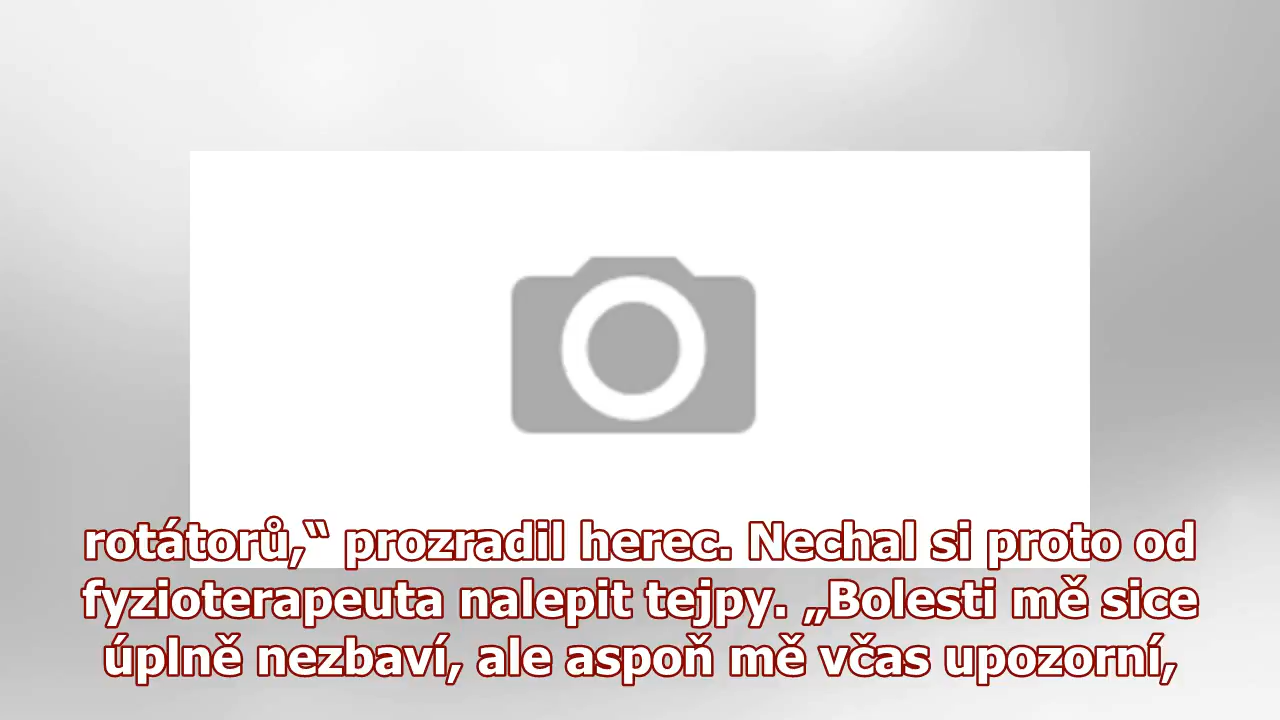 rotátorů,“ prozradil herec. Nechal si proto od
fyzioterapeuta nalepit tejpy. „Bolesti mě sice
úplně nezbaví, ale aspoň mě včas upozorní,